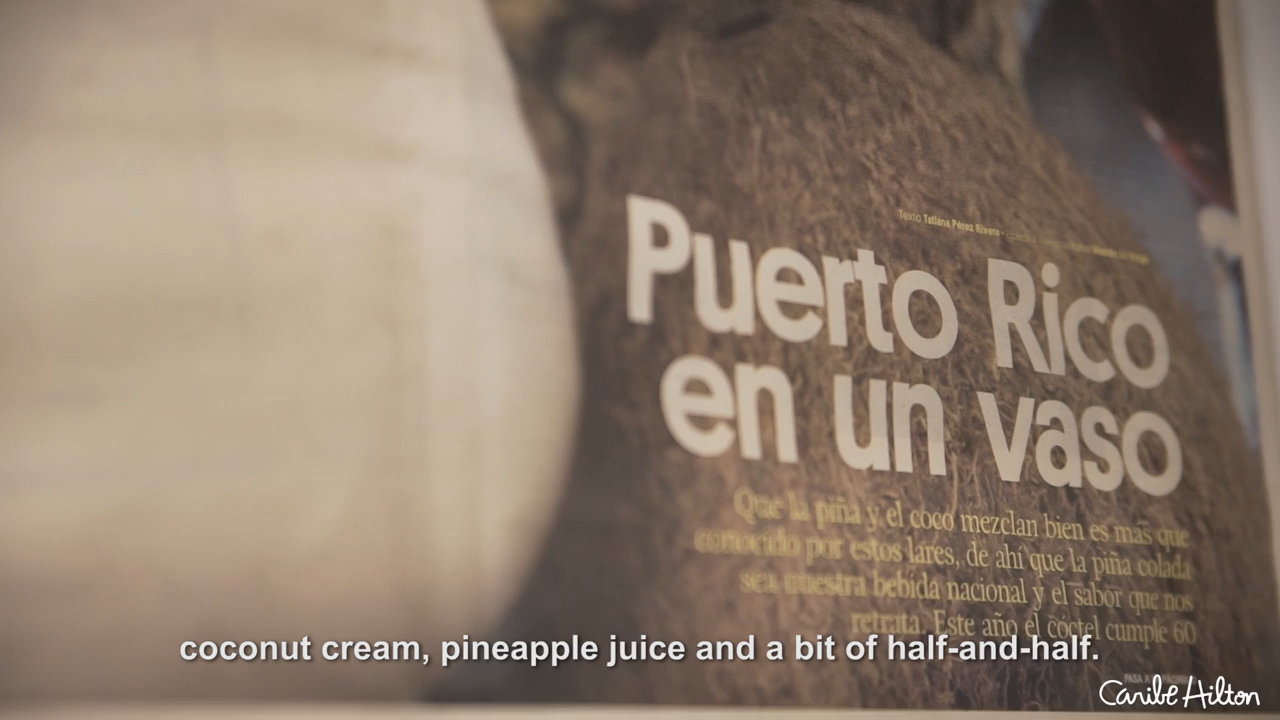 Texto Tatiana Pérez Rivera
Puerto Rico
en un vaso
Que la piña y el coco mezclan bien es más que
conocido por estos lares, de ahí que la piña colada
sea nuestra bebida nacional y el sabor que nos
retrata. Este año el cóctel cumple 60
coconut cream, pineapple juice and a bit of half-and-half.
Caribe Hilton